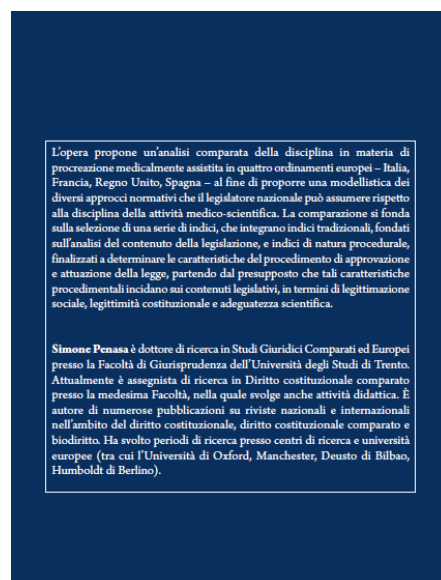 L'opera propone un'analisi comparata della disciplina in materia di
procreazione medicalmente assistita in quattro ordinamenti europei – Italia,
Francia, Regno Unito, Spagna – al fine di proporre una modellistica dei
diversi approcci normativi che il legislatore nazionale può assumere rispetto
alla disciplina della attività medico-scientifica. La comparazione si fonda
sulla selezione di una serie di indici, che integrano indici tradizionali, fondati
sull'analisi del contenuto della legislazione, e indici di natura procedurale,
finalizzati a determinare le caratteristiche del procedimento di approvazione
e attuazione della legge, partendo dal presupposto che tali caratteristiche
procedimentali incidano sui contenuti legislativi, in termini di legittimazione
sociale, legittimità costituzionale e adeguatezza scientifica.
Simone Penasa è dottore di ricerca in Studi Giuridici Comparati ed Europei
presso la Facoltà di Giurisprudenza dell'Università degli Studi di Trento.
Attualmente è assegnista di ricerca in Diritto costituzionale comparato
presso la medesima Facoltà, nella quale svolge anche attività didattica. È
autore di numerose pubblicazioni su riviste nazionali e internazionali
nell'ambito del diritto costituzionale, diritto costituzionale comparato e
biodiritto. Ha svolto periodi di ricerca presso centri di ricerca e università
europee (tra cui l'Università di Oxford, Manchester, Deusto di Bilbao,
Humboldt di Berlino).